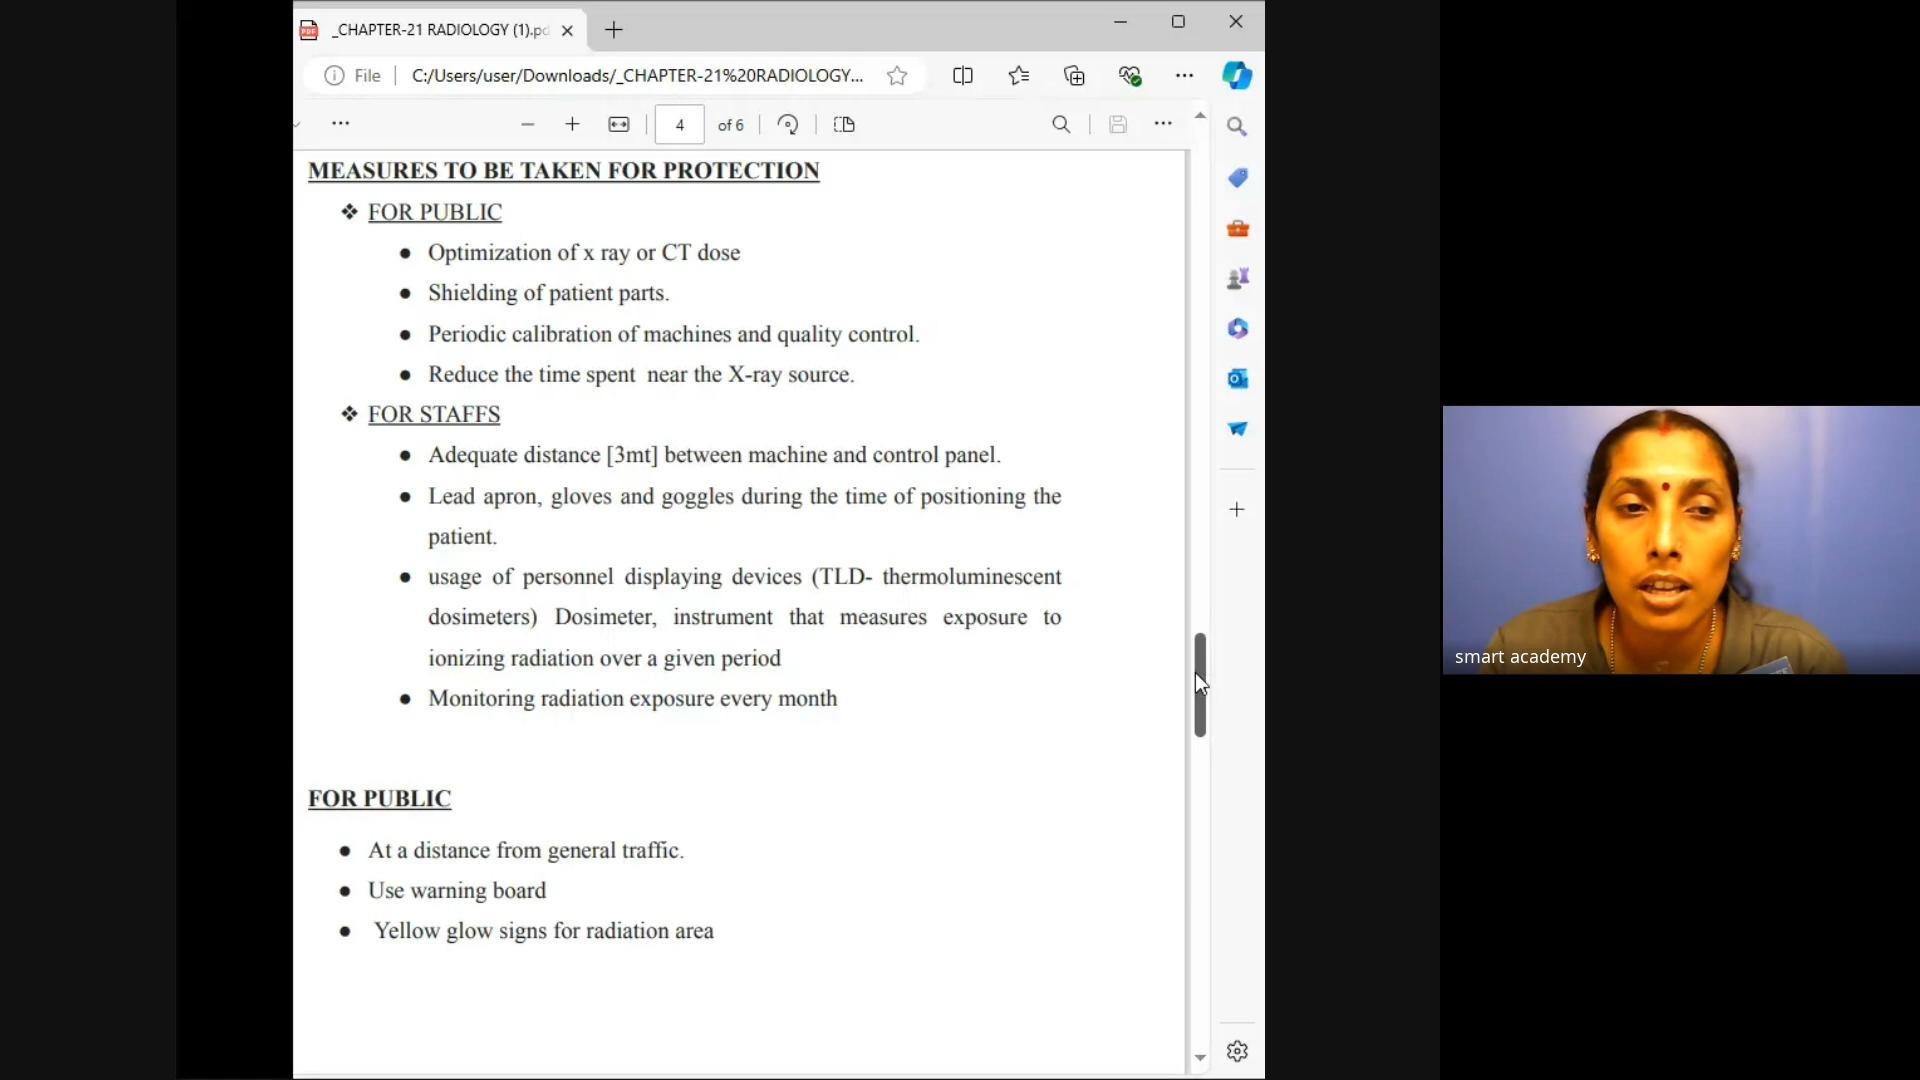 _CHAPTER-21 RADIOLOGY (1).pd
File
C:/Users/user/Downloads/_CHAPTER-21%20RADIOLOGY...
4 of 6
MEASURES TO BE TAKEN FOR PROTECTION
❖ FOR PUBLIC
● Optimization of x ray or CT dose
● Shielding of patient parts.
● Periodic calibration of machines and quality control.
● Reduce the time spent near the X-ray source.
❖ FOR STAFFS
● Adequate distance [3mt] between machine and control panel.
● Lead apron, gloves and goggles during the time of positioning the
patient.
● usage of personnel displaying devices (TLD- thermoluminescent
dosimeters) Dosimeter, instrument that measures exposure to
ionizing radiation over a given period
● Monitoring radiation exposure every month
FOR PUBLIC
● At a distance from general traffic.
● Use warning board
● Yellow glow signs for radiation area
smart academy